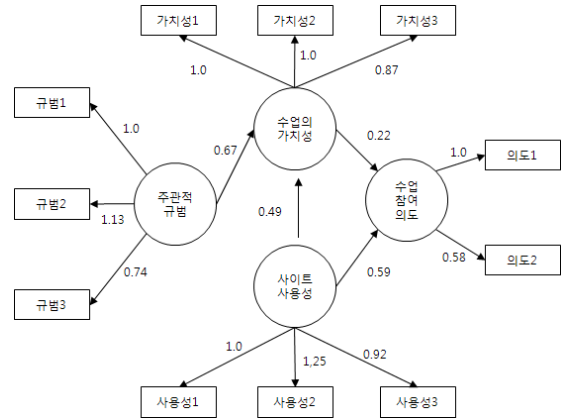 가치성1
가치성2
가치성3
1.0
1.0
0.87
규범1
1.0
수업의
가치성
0.67
0.22
1.0
의도1
주관적
규범
수업
참여
의도
규범2
1.13
0.49
0.74
사이트
사용성
0.59
0.58
의도2
규범3
1.0
1,25
0.92
사용성1
사용성2
사용성3